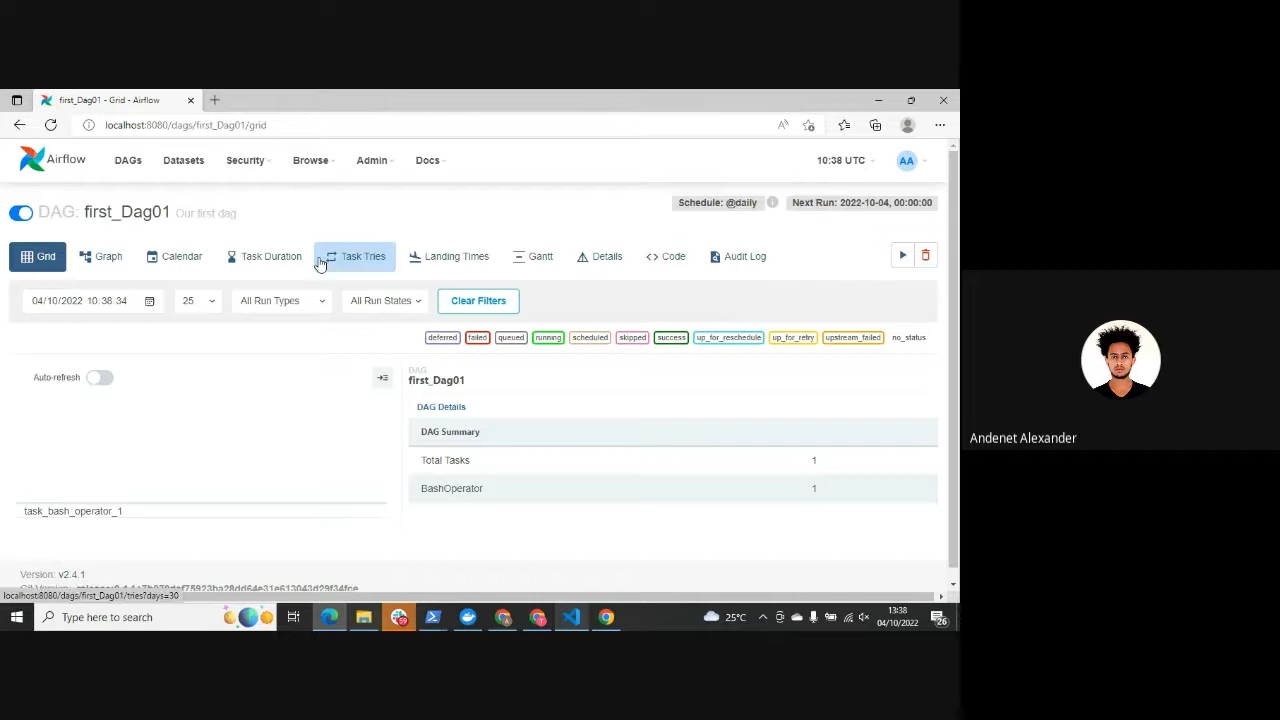 first_Dag01 - Grid - Airflow
localhost:8080/dags/first_Dag01/grid
Airflow DAGs Datasets Security Browse Admin Docs 10:38 UTC AA
DAG: first_Dag01 Our first dag
Schedule: @daily Next Run: 2022-10-04, 00:00:00
Grid Graph Calendar Task Duration Task Tries Landing Times Gantt Details Code Audit Log
04/10/2022 10:38:34 25 All Run Types All Run States Clear Filters
deferred failed queued running scheduled skipped success up_for_reschedule up_for_retry upstream_failed no_status
Auto-refresh
DAG
first_Dag01
DAG Details
DAG Summary
Total Tasks 1
BashOperator 1
task_bash_operator_1
Version: v2.4.1
localhost:8080/dags/first_Dag01/tries?days=30
Type here to search
25°C
13:38
04/10/2022
26
Andenet Alexander